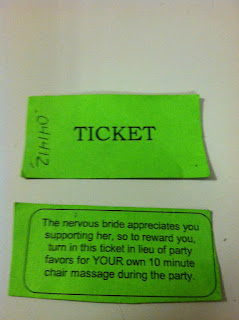 041412
TICKET
The nervous bride appreciates you
supporting her, so to reward you,
turn in this ticket in lieu of party
favors for YOUR own 10 minute
chair massage during the party.